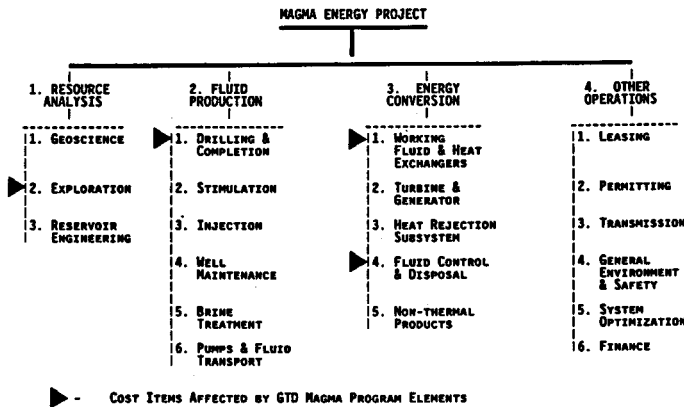 MAGMA ENERGY PROJECT
1. RESOURCE
ANALYSIS
1. GEOSCIENCE
2. EXPLORATION
3. RESERVOIR
ENGINEERING
2. FLUID
PRODUCTION
1. DRILLING &
COMPLETION
2. STIMULATION
3. INJECTION
4. WELL
MAINTENANCE
5. BRINE
TREATMENT
6. PUMPS & FLUID
TRANSPORT
3. ENERGY
CONVERSION
1. WORKING
FLUID & HEAT
EXCHANGERS
2. TURBINE &
GENERATOR
3. HEAT REJECTION
SUBSYSTEM
4. FLUID CONTROL
& DISPOSAL
5. NON-THERMAL
PRODUCTS
4. OTHER
OPERATIONS
1. LEASING
2. PERMITTING
3. TRANSMISSION
4. GENERAL
ENVIRONMENT
& SAFETY
5. SYSTEM
OPTIMIZATION
6. FINANCE
- COST ITEMS AFFECTED BY GTD MAGMA PROGRAM ELEMENTS